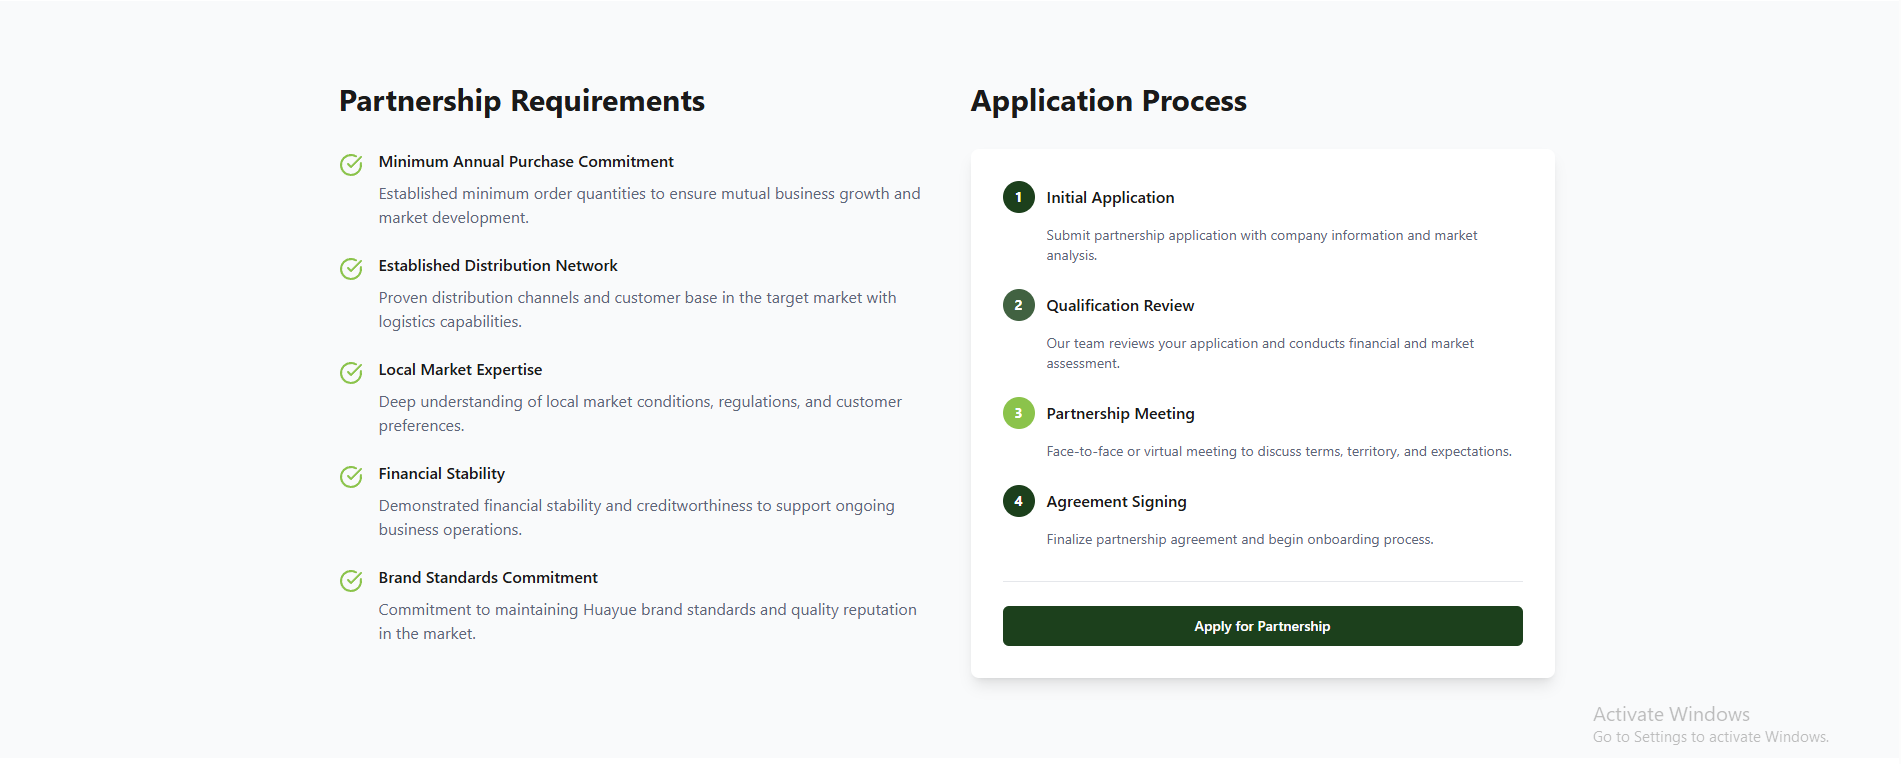 Partnership Requirements
Minimum Annual Purchase Commitment
Established minimum order quantities to ensure mutual business growth and
market development.
Established Distribution Network
Proven distribution channels and customer base in the target market with
logistics capabilities.
Local Market Expertise
Deep understanding of local market conditions, regulations, and customer
preferences.
Financial Stability
Demonstrated financial stability and creditworthiness to support ongoing
business operations.
Brand Standards Commitment
Commitment to maintaining Huayue brand standards and quality reputation
in the market.
Application Process
1 Initial Application
Submit partnership application with company information and market
analysis.
2 Qualification Review
Our team reviews your application and conducts financial and market
assessment.
3 Partnership Meeting
Face-to-face or virtual meeting to discuss terms, territory, and expectations.
4 Agreement Signing
Finalize partnership agreement and begin onboarding process.
Apply for Partnership
Activate Windows
Go to Settings to activate Windows.